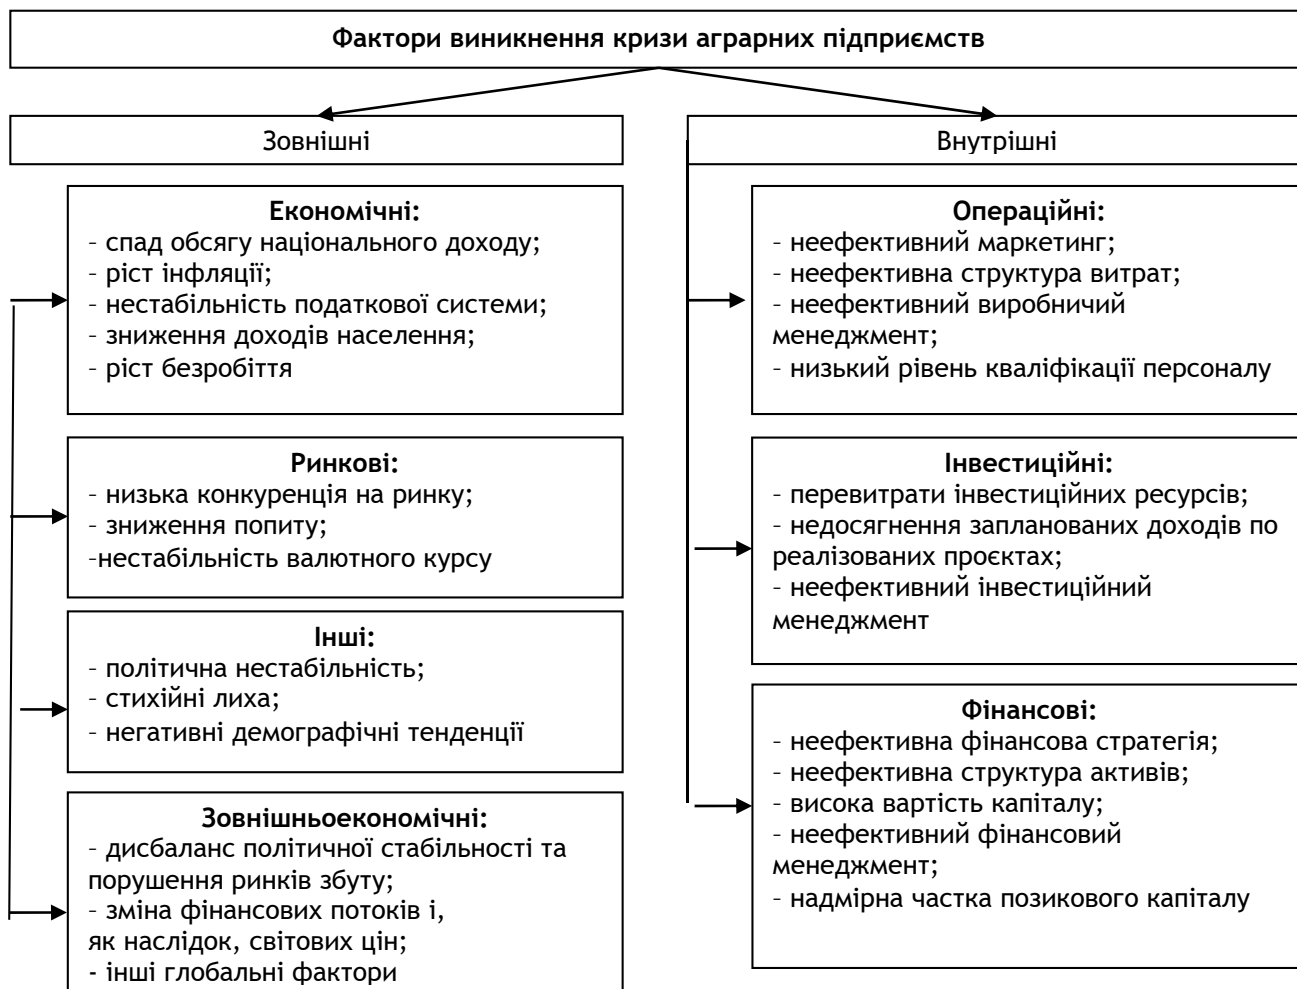 Фактори виникнення кризи аграрних підприємств
Зовнішні
Економічні:
- спад обсягу національного доходу;
- ріст інфляції;
- нестабільність податкової системи;
- зниження доходів населення;
- ріст безробіття
Ринкові:
- низька конкуренція на ринку;
- зниження попиту;
-нестабільність валютного курсу
Інші:
- політична нестабільність;
- стихійні лиха;
- негативні демографічні тенденції
Зовнішньоекономічні:
- дисбаланс політичної стабільності та
порушення ринків збуту;
- зміна фінансових потоків і,
як наслідок, світових цін;
- інші глобальні фактори
Внутрішні
Операційні:
- неефективний маркетинг;
- неефективна структура витрат;
- неефективний виробничий
менеджмент;
- низький рівень кваліфікації персоналу
Інвестиційні:
- перевитрати інвестиційних ресурсів;
- недосягнення запланованих доходів по
реалізованих проєктах;
- неефективний інвестиційний
менеджмент
Фінансові:
- неефективна фінансова стратегія;
- неефективна структура активів;
- висока вартість капіталу;
- неефективний фінансовий
менеджмент;
- надмірна частка позикового капіталу